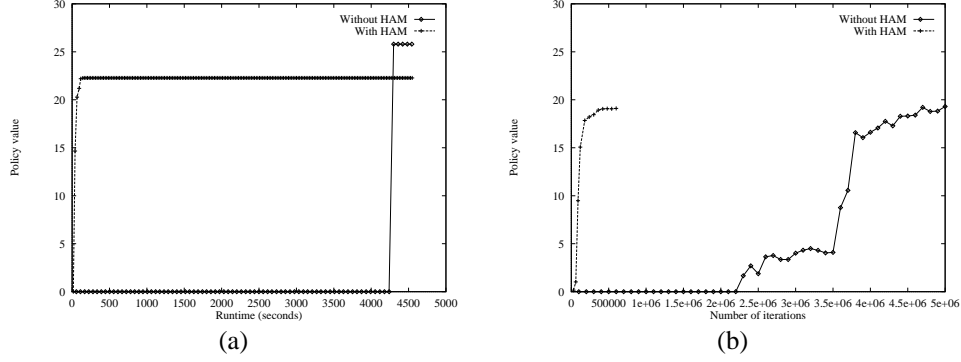 30
25
20
15
10
5
0
Policy value
Without HAM
With HAM
0 500 1000 1500 2000 2500 3000 3500 4000 4500 5000
Runtime (seconds)
(a)
30
25
20
15
10
5
0
Policy value
Without HAM
With HAM
0 500000 1e+06 1.5e+06 2e+06 2.5e+06 3e+06 3.5e+06 4e+06 4.5e+06 5e+06
Number of iterations
(b)